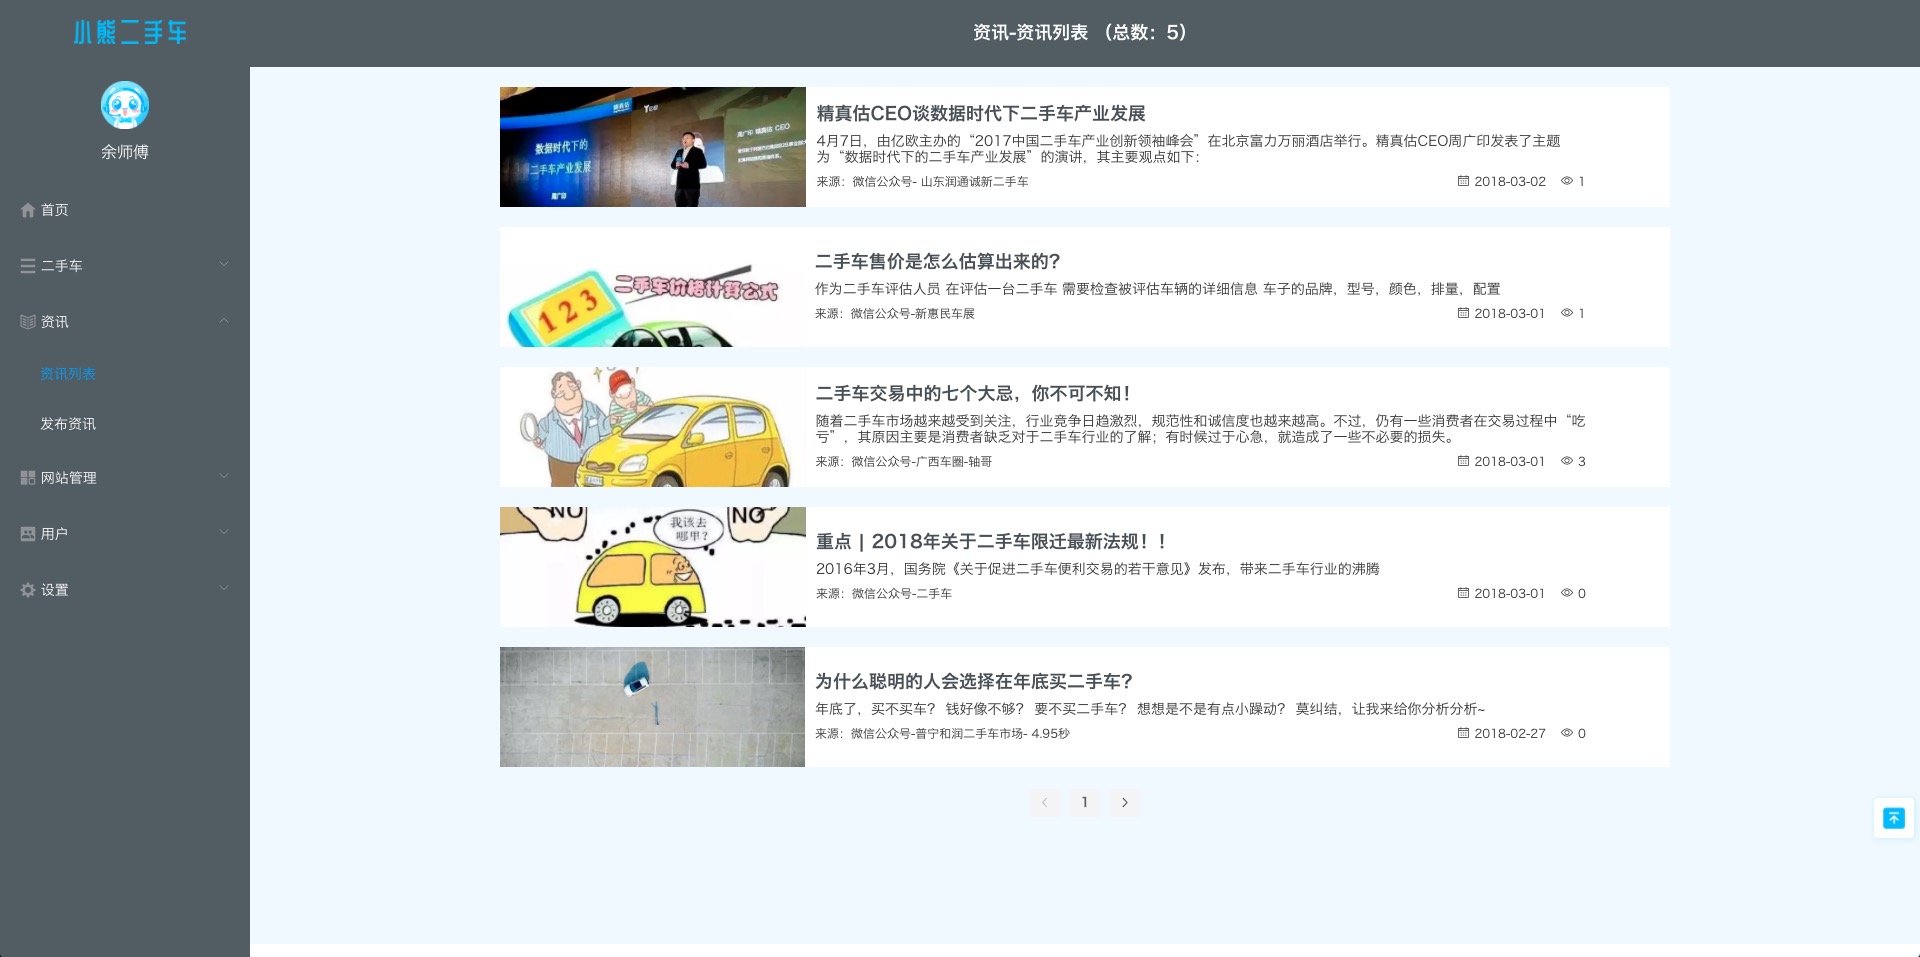 小熊二手车
资讯-资讯列表 （总数：5）
余师傅
首页
二手车
资讯
资讯列表
发布资讯
网站管理
用户
设置
精真估
亿欧
数据时代下的
二手车产业发展
周广印
周广印 精真估 CEO
精真估CEO谈数据时代下二手车产业发展
4月7日，由亿欧主办的“2017中国二手车产业创新领袖峰会”在北京富力万丽酒店举行。精真估CEO周广印发表了主题
为“数据时代下的二手车产业发展”的演讲，其主要观点如下：
来源：微信公众号- 山东润通诚新二手车
2018-03-02 1
二手车价格计算公式
123
二手车售价是怎么估算出来的？
作为二手车评估人员 在评估一台二手车 需要检查被评估车辆的详细信息 车子的品牌，型号，颜色，排量，配置
来源：微信公众号-新惠民车展
2018-03-01 1
二手车交易中的七个大忌，你不可不知！
随着二手车市场越来越受到关注，行业竞争日趋激烈，规范性和诚信度也越来越高。不过，仍有一些消费者在交易过程中“吃
亏”，其原因主要是消费者缺乏对于二手车行业的了解；有时候过于心急，就造成了一些不必要的损失。
来源：微信公众号-广西车圈-轴哥
2018-03-01 3
NO
我该去
哪里？
NO
重点 | 2018年关于二手车限迁最新法规！！
2016年3月，国务院《关于促进二手车便利交易的若干意见》发布，带来二手车行业的沸腾
来源：微信公众号-二手车
2018-03-01 0
为什么聪明的人会选择在年底买二手车？
年底了，买不买车？ 钱好像不够？ 要不买二手车？ 想想是不是有点小躁动？ 莫纠结，让我来给你分析分析~
来源：微信公众号-普宁和润二手车市场- 4.95秒
2018-02-27 0
1